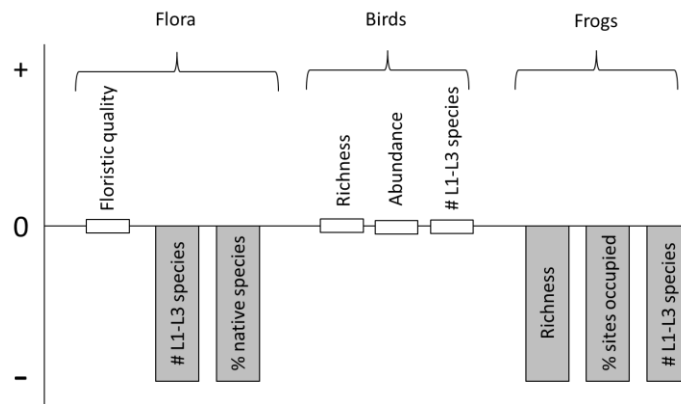 Flora
Birds
Frogs
+
0
-
Floristic quality
# L1-L3 species
% native species
Richness
Abundance
# L1-L3 species
Richness
% sites occupied
# L1-L3 species